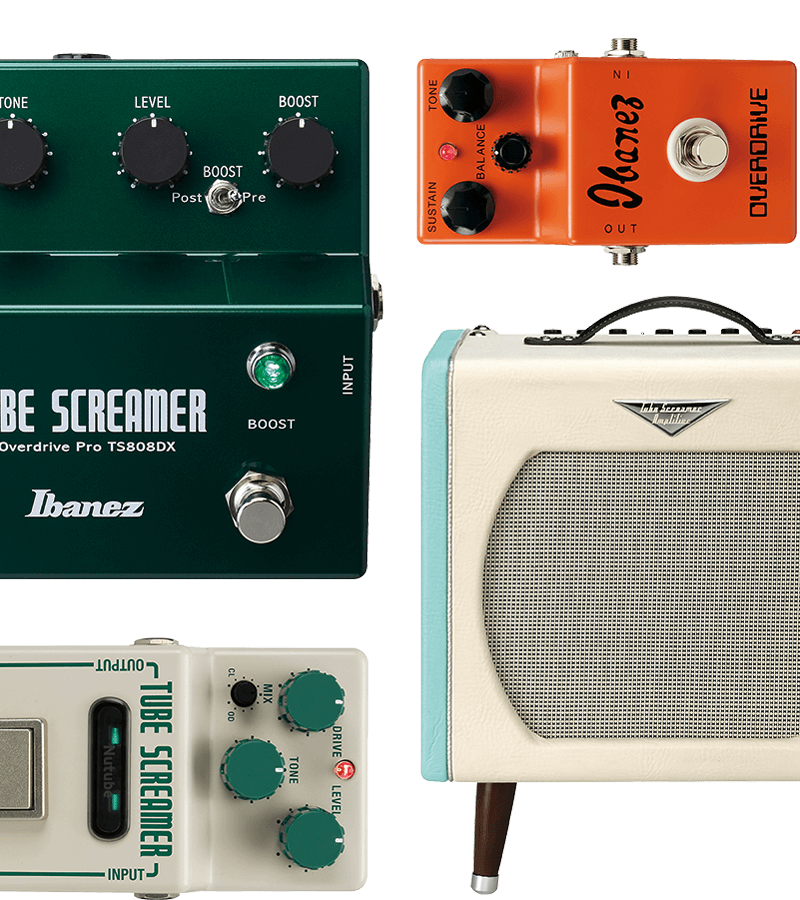 TONE
LEVEL
BOOST
BOOST
Post
Pre
INPUT
UBE SCREAMER
Overdrive Pro TS808DX
BOOST
Ibanez
TONE
BALANCE
SUSTAIN
IN
OUT
Ibanez
OVERDRIVE
Tube Screamer
Amplifier
OUTPUT
TUBE SCREAMER
Nutube
INPUT
CL
OD
MIX
DRIVE
TONE
LEVEL